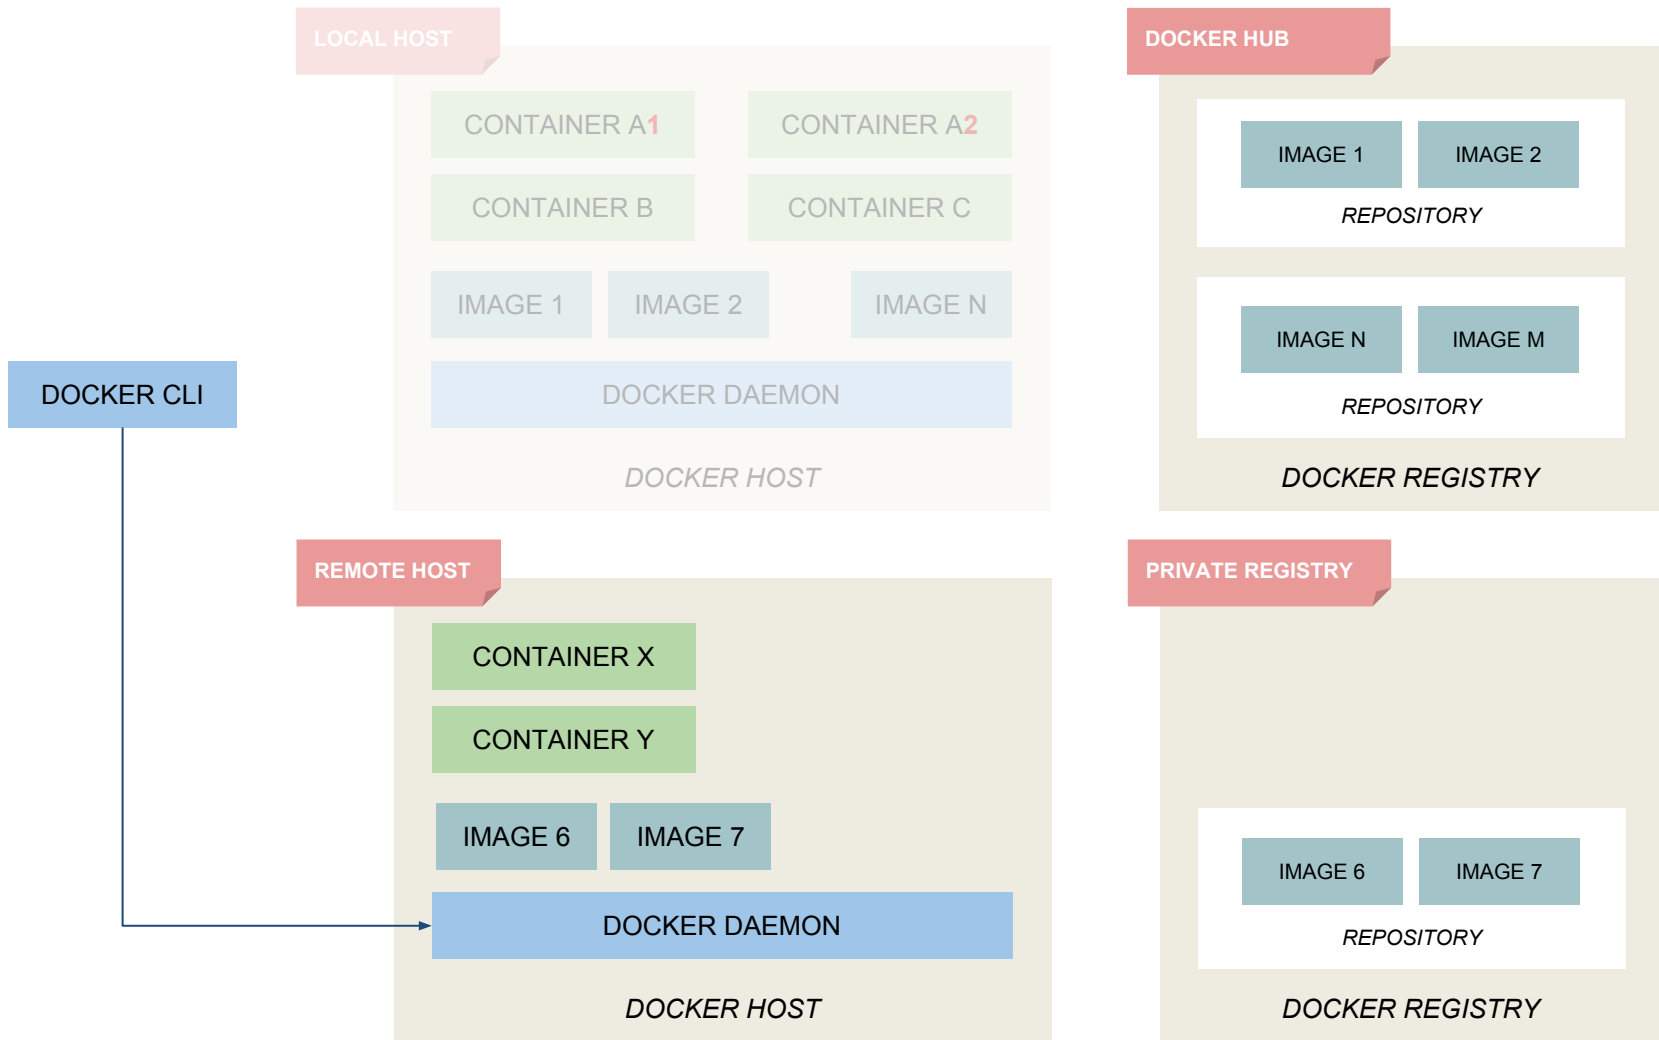 LOCAL HOST
CONTAINER A1
CONTAINER A2
CONTAINER B
CONTAINER C
IMAGE 1
IMAGE 2
IMAGE N
DOCKER DAEMON
DOCKER HOST
DOCKER HUB
IMAGE 1
IMAGE 2
REPOSITORY
IMAGE N
IMAGE M
REPOSITORY
DOCKER REGISTRY
DOCKER CLI
REMOTE HOST
CONTAINER X
CONTAINER Y
IMAGE 6
IMAGE 7
DOCKER DAEMON
DOCKER HOST
PRIVATE REGISTRY
IMAGE 6
IMAGE 7
REPOSITORY
DOCKER REGISTRY